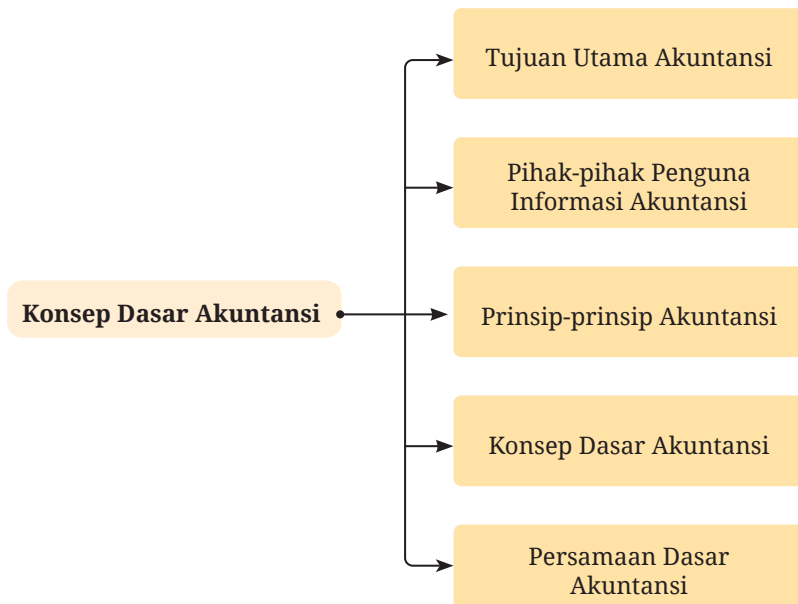 Tujuan Utama Akuntansi
Pihak-pihak Penguna
Informasi Akuntansi
Konsep Dasar Akuntansi
Prinsip-prinsip Akuntansi
Konsep Dasar Akuntansi
Persamaan Dasar
Akuntansi